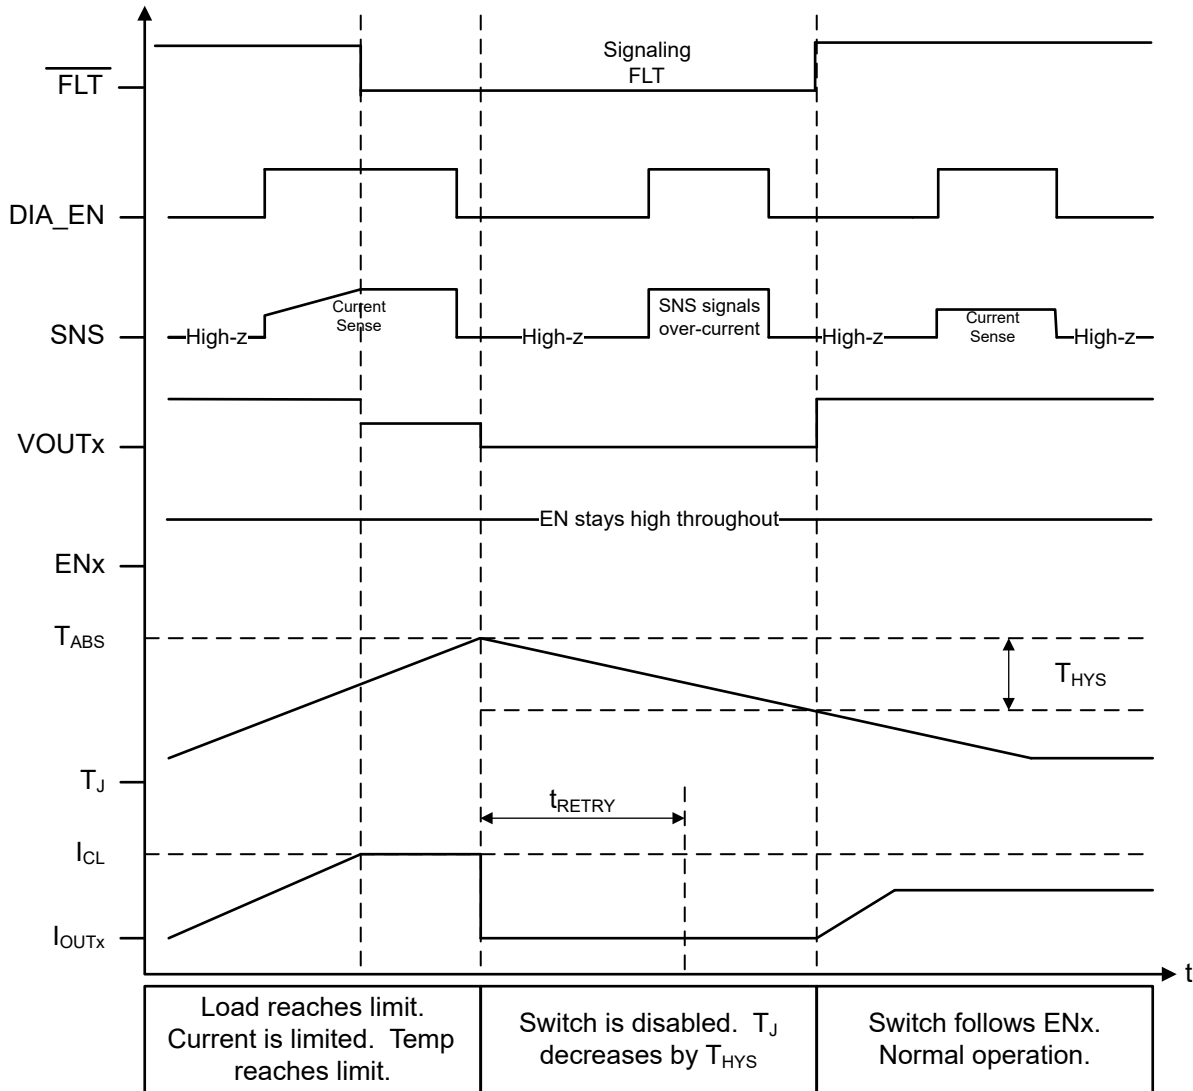 Signaling
FLT
FLT
DIA_EN
SNS
High-z
Current
Sense
High-z
SNS signals
over-current
High-z
Current
Sense
High-z
VOUTx
EN stays high throughout
ENx
TABS
THYS
TJ
tRETRY
ICL
IOUTx
t
Load reaches limit.
Current is limited. Temp
reaches limit.
Switch is disabled. TJ
decreases by THYS
Switch follows ENx.
Normal operation.